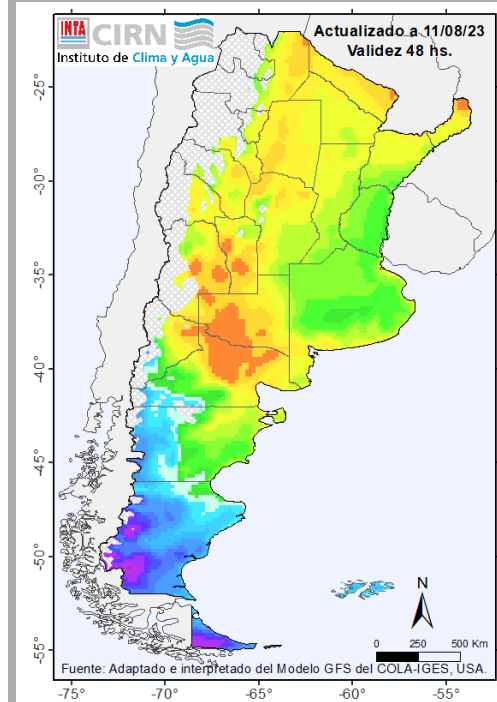 INTA CIRN
Instituto de Clima y Agua
Actualizado a 11/08/23
Validez 48 hs.
-25°
-30°
-35°
-40°
-45°
-50°
-55°
N
0 250 500 Km
Fuente: Adaptado e interpretado del Modelo GFS del COLA-IGES, USA.
-75° -70° -65° -60° -55°